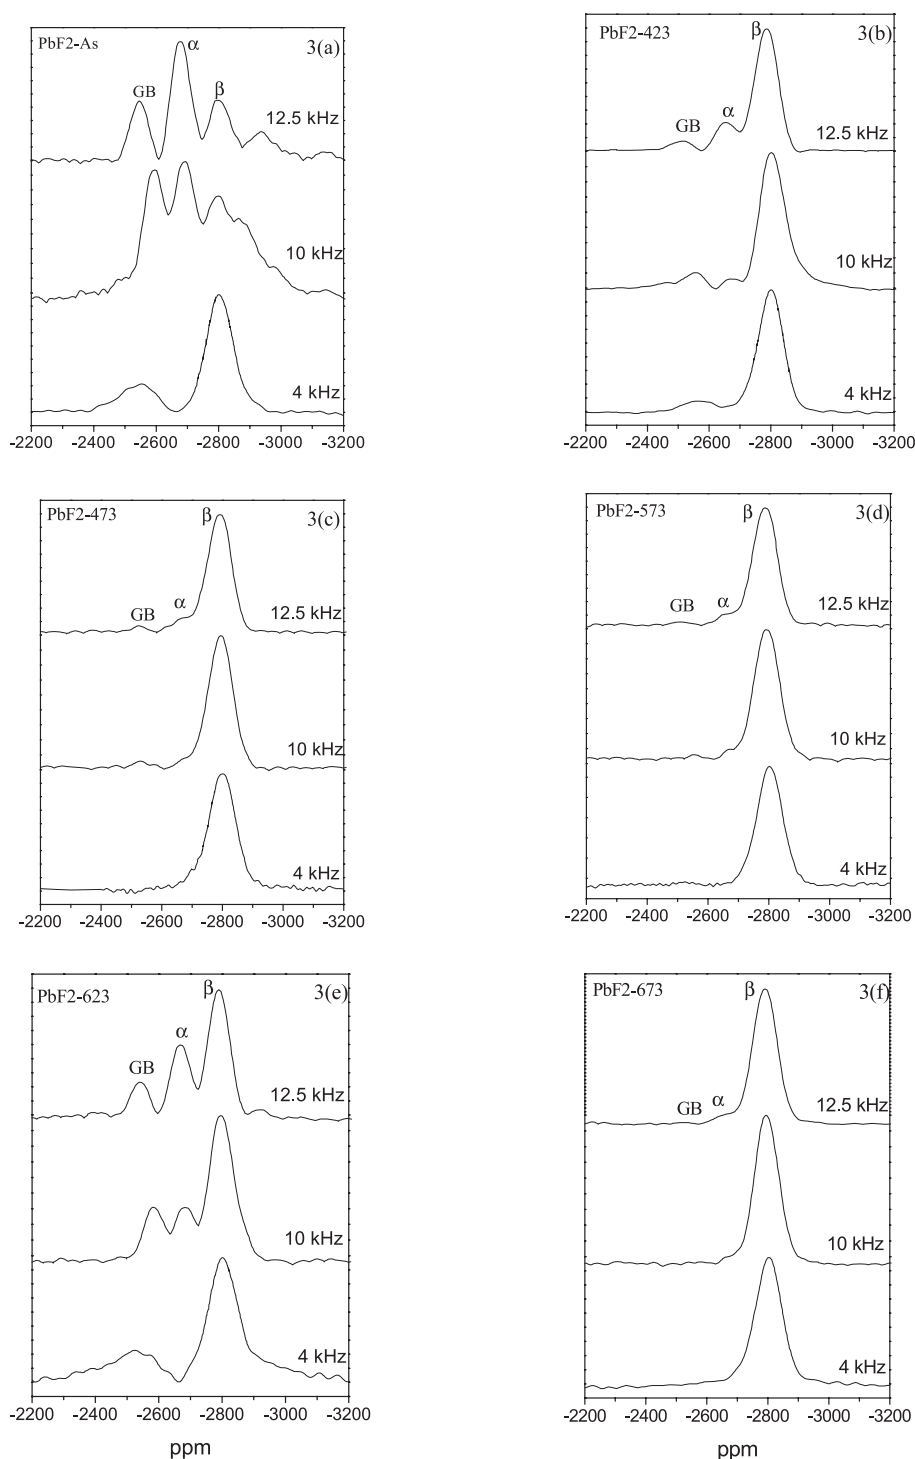 PbF2-As
3(a)
α
GB
β
12.5 kHz
10 kHz
4 kHz
-2200 -2400 -2600 -2800 -3000 -3200
PbF2-423
3(b)
β
GB
α
12.5 kHz
10 kHz
4 kHz
-2200 -2400 -2600 -2800 -3000 -3200
PbF2-473
3(c)
β
GB
α
12.5 kHz
10 kHz
4 kHz
-2200 -2400 -2600 -2800 -3000 -3200
PbF2-573
3(d)
β
GB
α
12.5 kHz
10 kHz
4 kHz
-2200 -2400 -2600 -2800 -3000 -3200
PbF2-623
3(e)
β
α
GB
12.5 kHz
10 kHz
4 kHz
-2200 -2400 -2600 -2800 -3000 -3200
ppm
PbF2-673
3(f)
β
GB
α
12.5 kHz
10 kHz
4 kHz
-2200 -2400 -2600 -2800 -3000 -3200
ppm